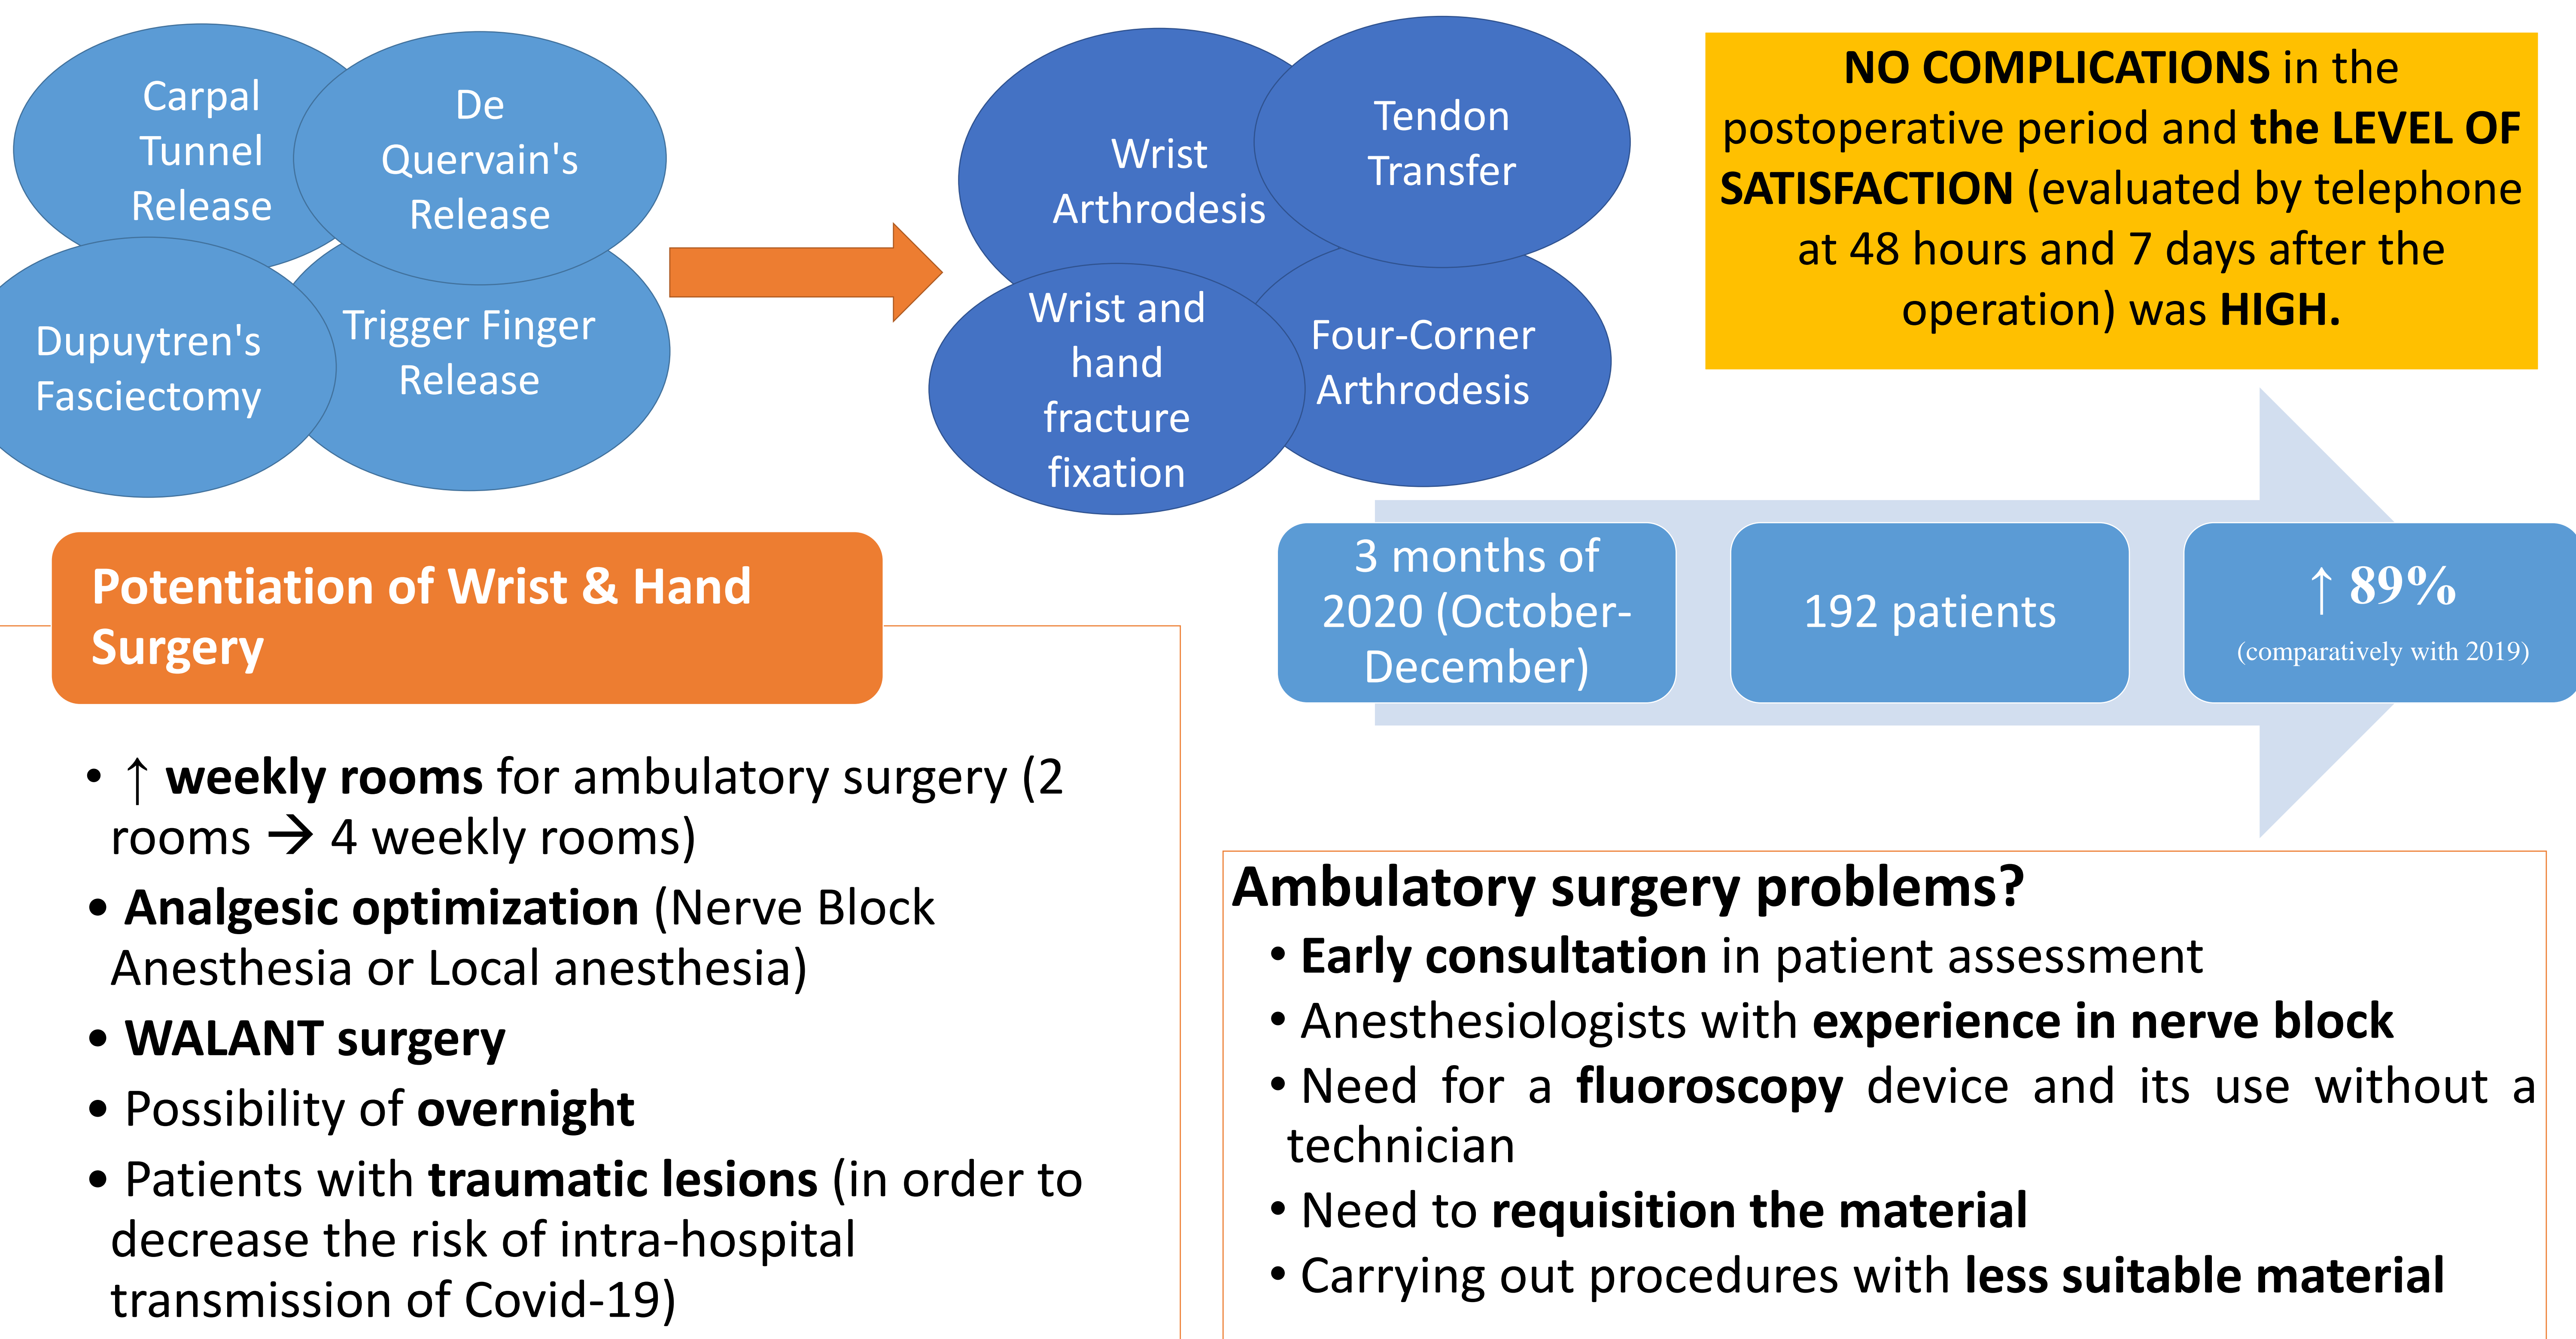 Carpal
Tunnel
Release
De
Quervain's
Release
Dupuytren's
Fasciectomy
Trigger Finger
Release
Wrist
Arthrodesis
Tendon
Transfer
Wrist and
hand
fracture
fixation
Four-Corner
Arthrodesis
NO COMPLICATIONS in the
postoperative period and the LEVEL OF
SATISFACTION (evaluated by telephone
at 48 hours and 7 days after the
operation) was HIGH.
3 months of
2020 (October-
December)
192 patients
↑ 89%
(comparatively with 2019)
Potentiation of Wrist & Hand
Surgery
• ↑ weekly rooms for ambulatory surgery (2
rooms → 4 weekly rooms)
• Analgesic optimization (Nerve Block
Anesthesia or Local anesthesia)
• WALANT surgery
• Possibility of overnight
• Patients with traumatic lesions (in order to
decrease the risk of intra-hospital
transmission of Covid-19)
Ambulatory surgery problems?
• Early consultation in patient assessment
• Anesthesiologists with experience in nerve block
• Need for a fluoroscopy device and its use without a
technician
• Need to requisition the material
• Carrying out procedures with less suitable material